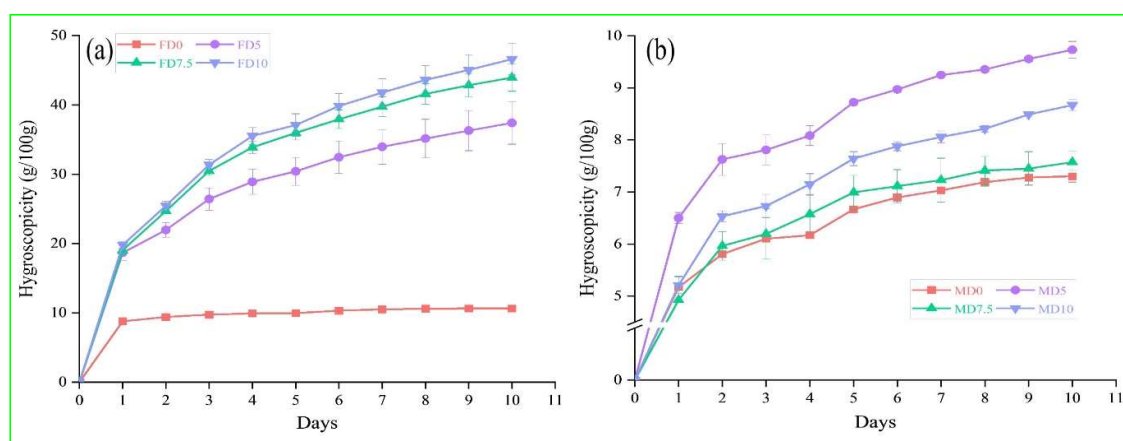 (a)
FD0 FD5
FD7.5 FD10
Hygroscopicity (g/100g)
50
40
30
20
10
0
0 1 2 3 4 5 6 7 8 9 10 11
Days
(b)
MD0 MD5
MD7.5 MD10
Hygroscopicity (g/100g)
10
9
8
7
6
5
0
0 1 2 3 4 5 6 7 8 9 10 11
Days